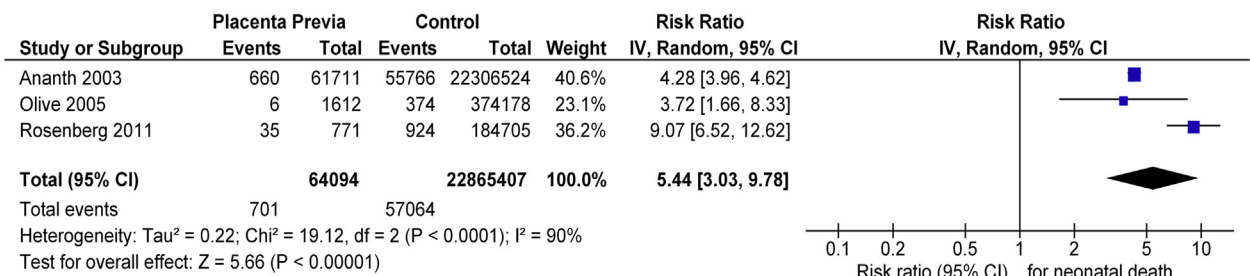 Placenta Previa Control Risk Ratio Risk Ratio
Study or Subgroup Events Total Events Total Weight IV, Random, 95% CI IV, Random, 95% CI
Ananth 2003 660 61711 55766 22306524 40.6% 4.28 [3.96, 4.62]
Olive 2005 6 1612 374 374178 23.1% 3.72 [1.66, 8.33]
Rosenberg 2011 35 771 924 184705 36.2% 9.07 [6.52, 12.62]
Total (95% CI) 64094 22865407 100.0% 5.44 [3.03, 9.78]
Total events 701 57064
Heterogeneity: Tau² = 0.22; Chi² = 19.12, df = 2 (P < 0.0001); I² = 90%
Test for overall effect: Z = 5.66 (P < 0.00001)
0.1 0.2 0.5 1 2 5 10
Risk ratio (95% CI) for neonatal death